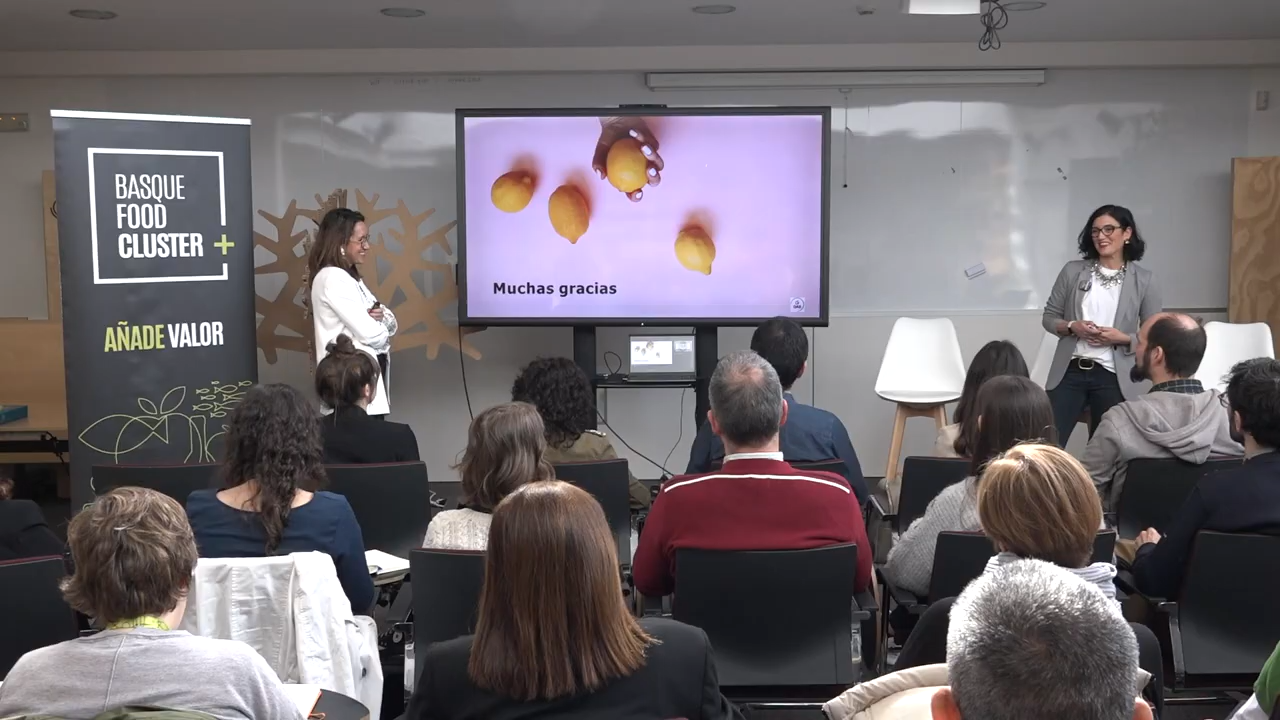 BASQUE
FOOD
CLUSTER +
AÑADE VALOR
Muchas gracias